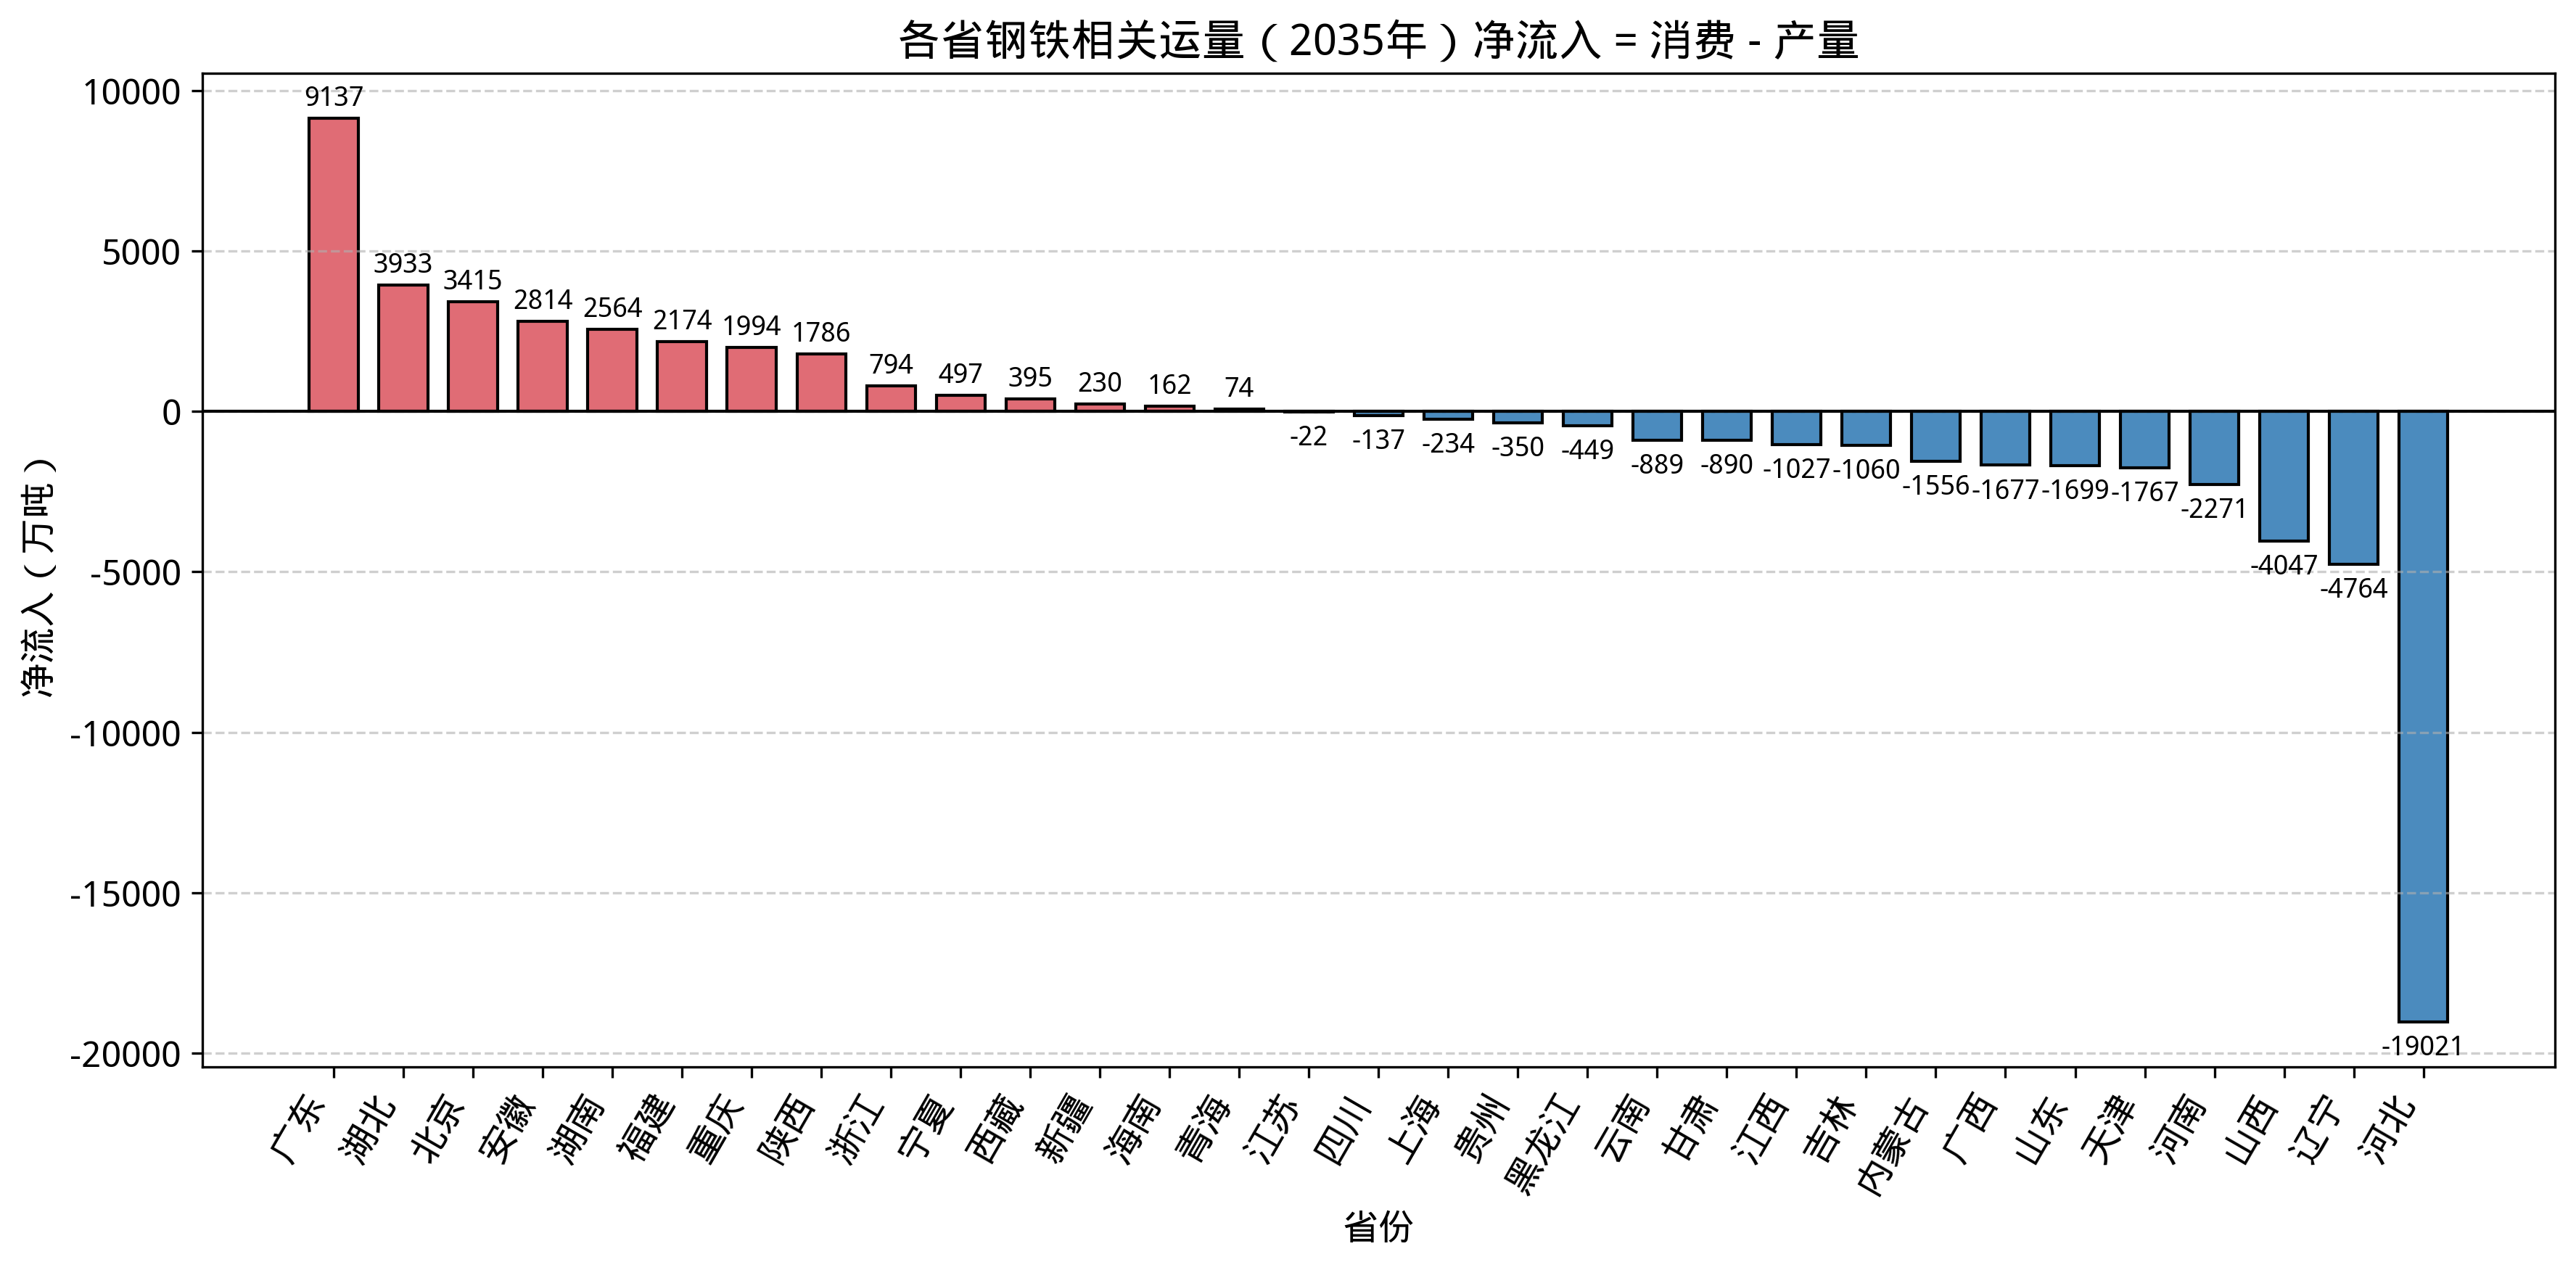 各省钢铁相关运量（2035年）净流入 = 消费 - 产量
净流入（万吨）
10000
5000
0
-5000
-10000
-15000
-20000
9137
3933
3415
2814
2564
2174
1994
1786
794
497
395
230
162
74
-22
-137
-234
-350
-449
-889
-890
-1027
-1060
-1556
-1677
-1699
-1767
-2271
-4047
-4764
-19021
广东
湖北
北京
安徽
湖南
福建
重庆
陕西
浙江
宁夏
西藏
新疆
海南
青海
江苏
四川
上海
贵州
黑龙江
云南
甘肃
江西
吉林
内蒙古
广西
山东
天津
河南
山西
辽宁
河北
省份